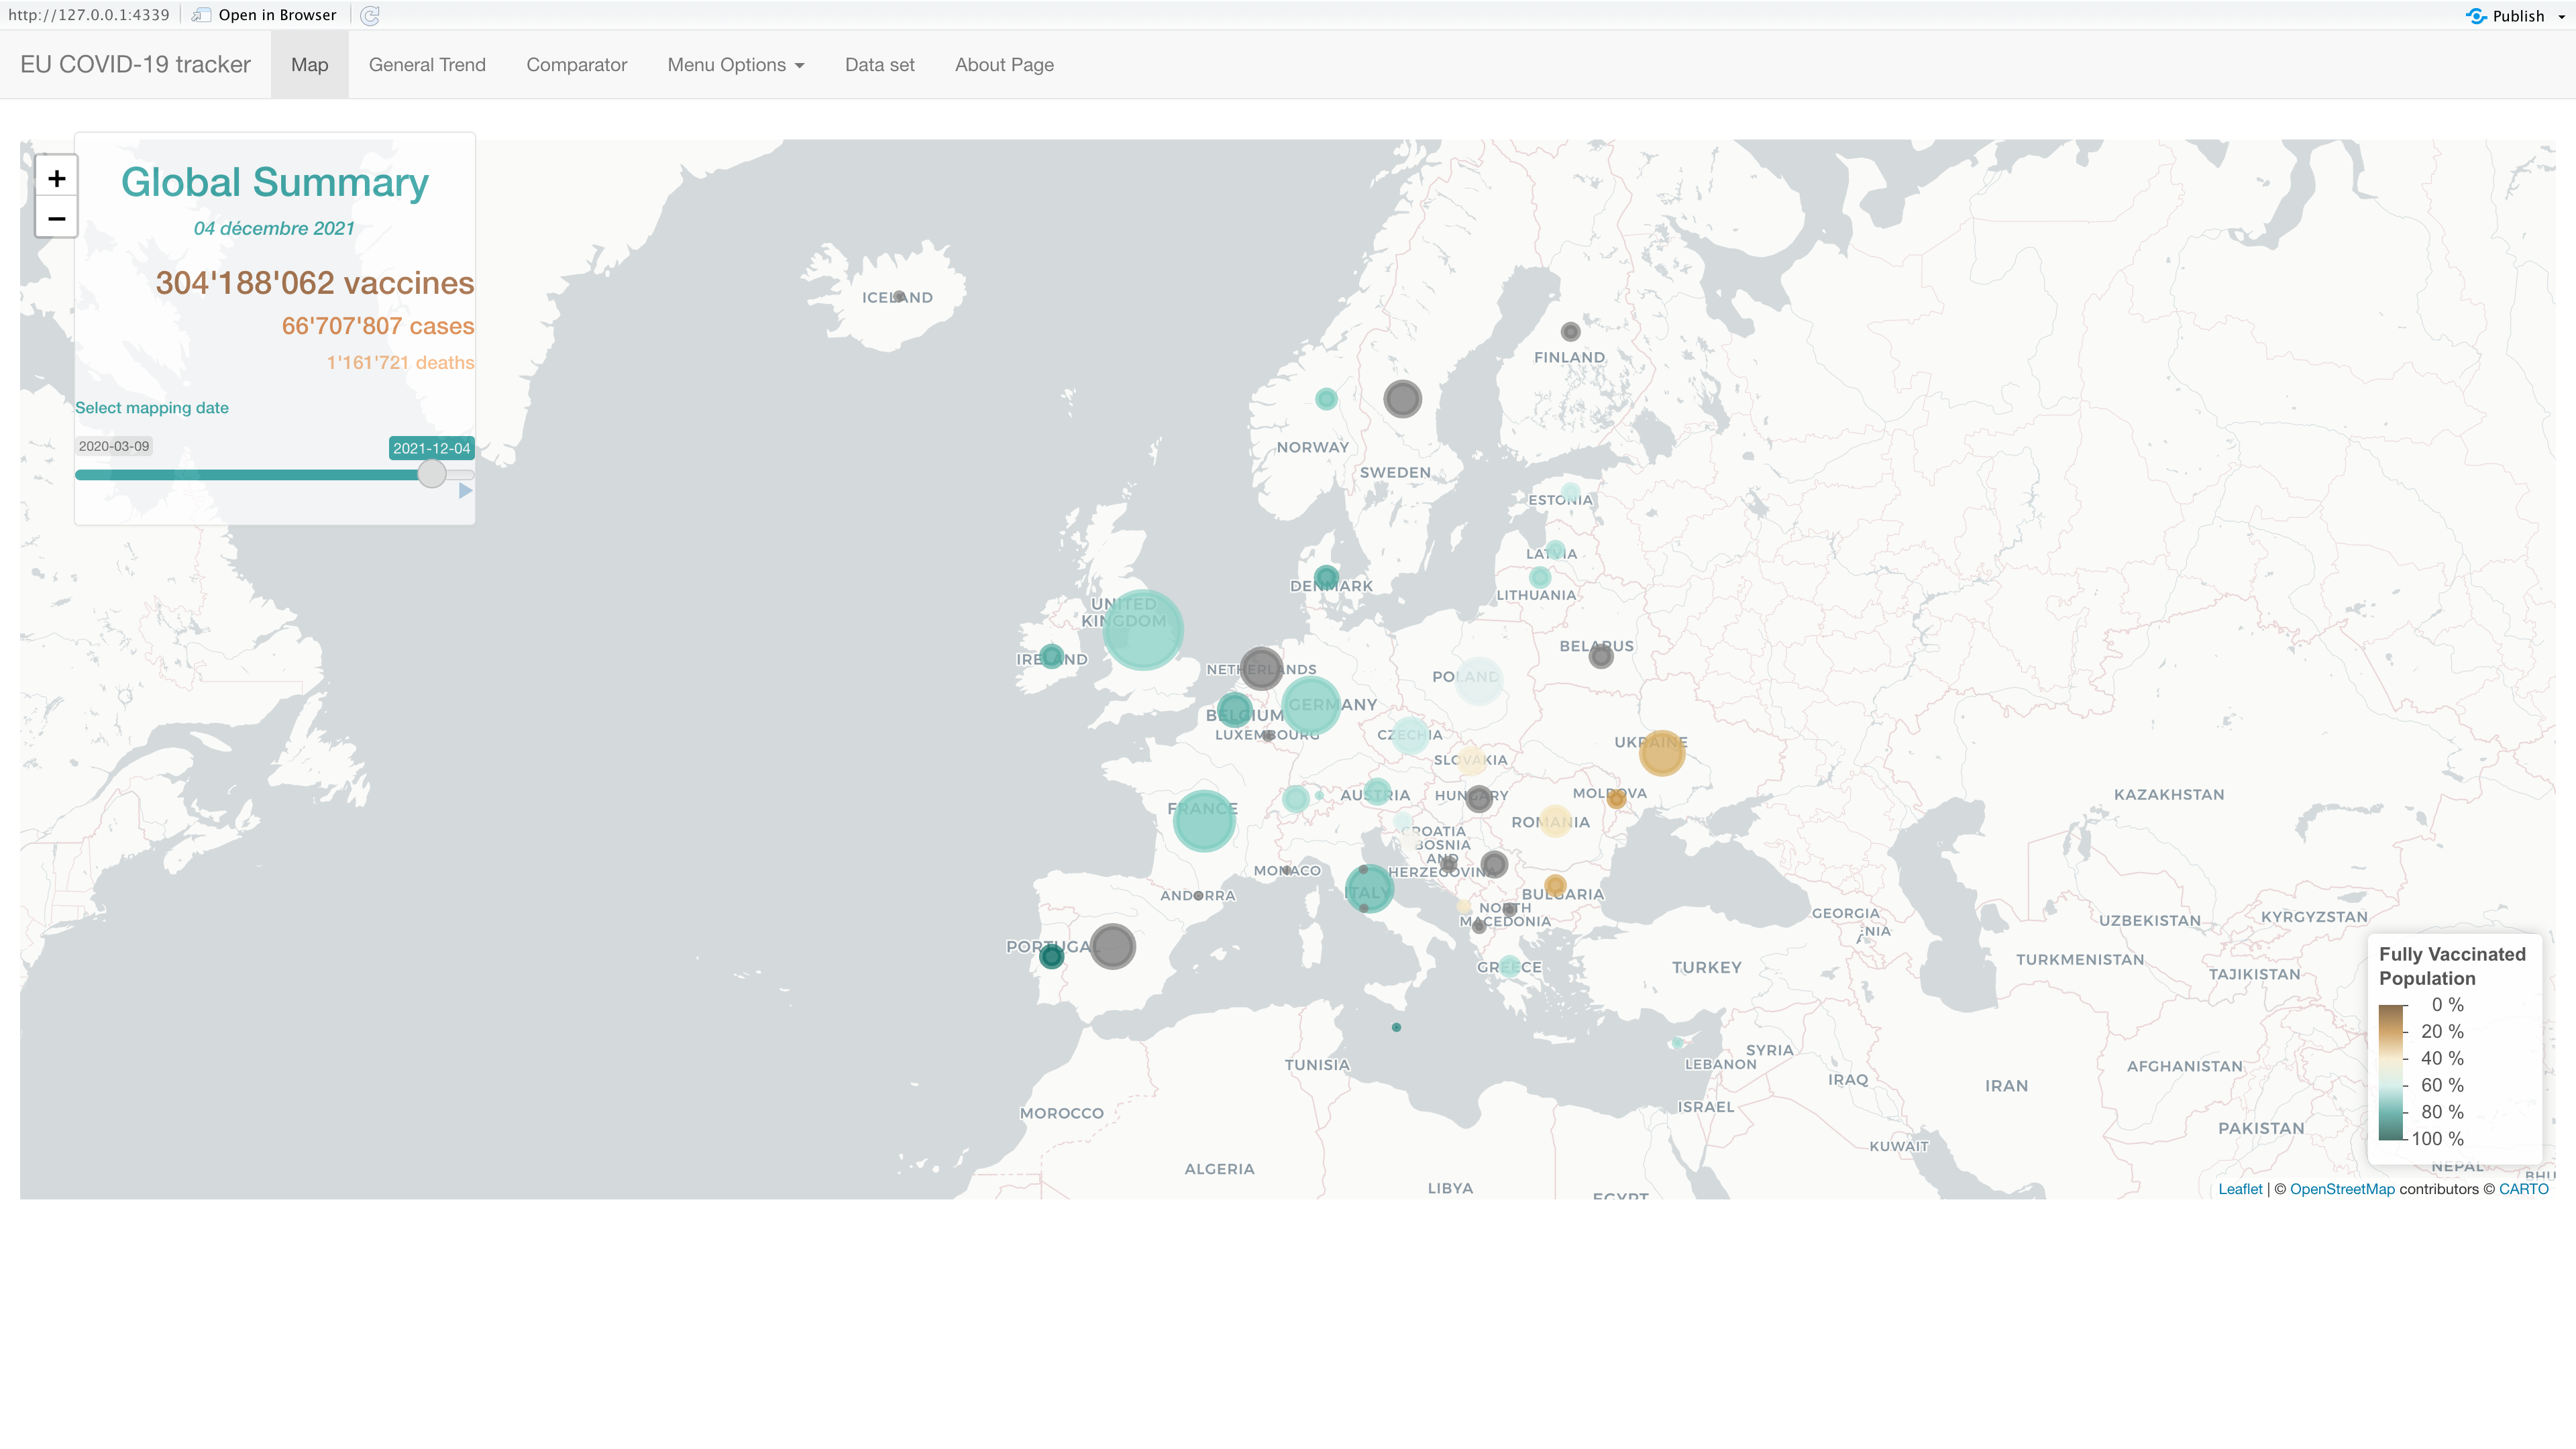 http://127.0.0.1:4339 Open in Browser Publish
EU COVID-19 tracker Map General Trend Comparator Menu Options Data set About Page
+
−
Global Summary
04 décembre 2021
304'188'062 vaccines
66'707'807 cases
1'161'721 deaths
Select mapping date
2020-03-09 2021-12-04
ICELAND
FINLAND
NORWAY
SWEDEN
ESTONIA
LATVIA
DENMARK
LITHUANIA
UNITED
KINGDOM
BELARUS
IRELAND
NETHERLANDS
POLAND
GERMANY
BELGIUM
LUXEMBOURG
CZECHIA
UKRAINE
SLOVAKIA
AUSTRIA
HUNGARY
MOLDOVA
KAZAKHSTAN
FRANCE
ROMANIA
CROATIA
BOSNIA
AND
HERZEGOVINA
MONACO
ITALY
ANDORRA
BULGARIA
NORTH
MACEDONIA
GEORGIA
UZBEKISTAN
KYRGYZSTAN
PORTUGAL
GREECE
TURKEY
TURKMENISTAN
TAJIKISTAN
TUNISIA
SYRIA
LEBANON
IRAQ
IRAN
AFGHANISTAN
ISRAEL
MOROCCO
PAKISTAN
KUWAIT
ALGERIA
LIBYA
EGYPT
NEPAL
BHU
Fully Vaccinated
Population
0 %
20 %
40 %
60 %
80 %
100 %
Leaflet | © OpenStreetMap contributors © CARTO